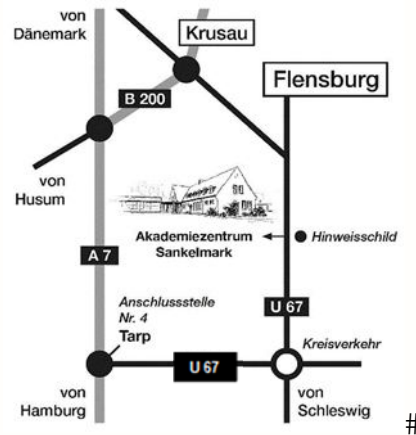 von
Dänemark
Krusau
Flensburg
B 200
von
Husum
Akademiezentrum
Sankelmark
Hinweisschild
A 7
U 67
Anschlussstelle
Nr. 4
Tarp
Kreisverkehr
U 67
von
Hamburg
von
Schleswig
#